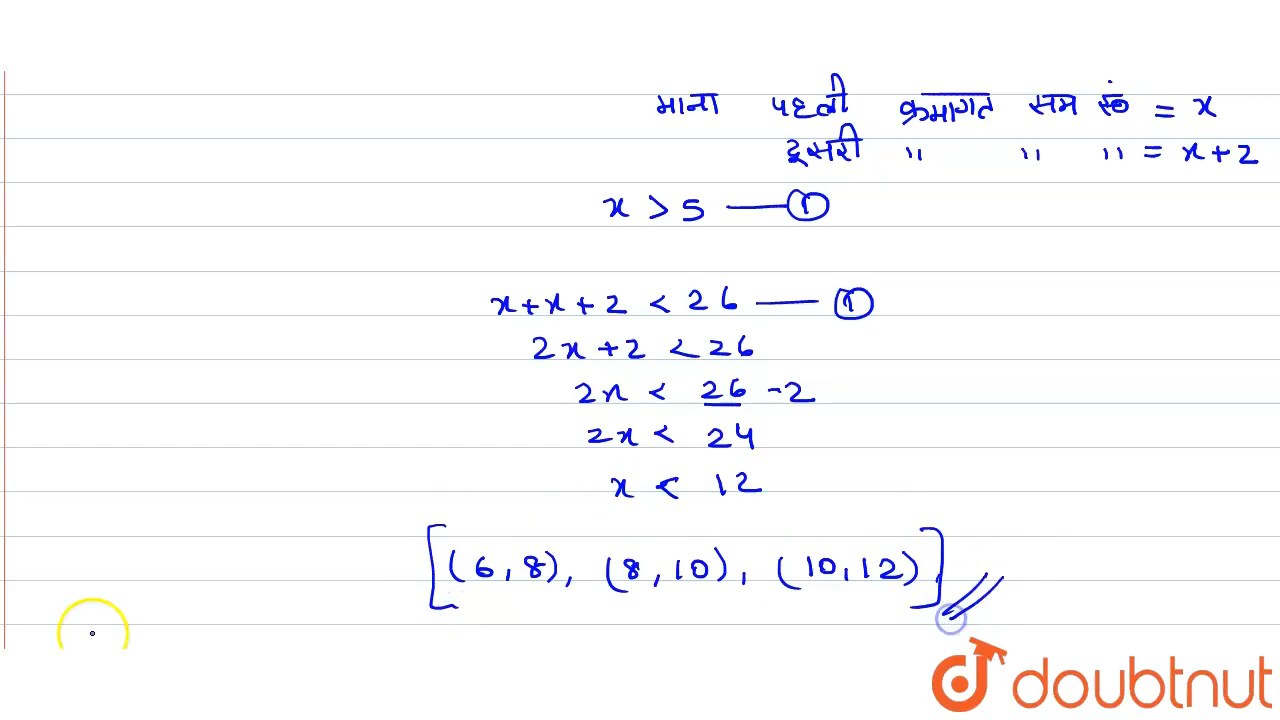 माना पहली क्रमागत सम सं० = x
दूसरी " " " = x+2
x > 5 —— ①
x + x + 2 < 26 —— ①
2x + 2 < 26
2x < 26 - 2
2x < 24
x < 12
[(6, 8), (8, 10), (10, 12)]
doubtnut